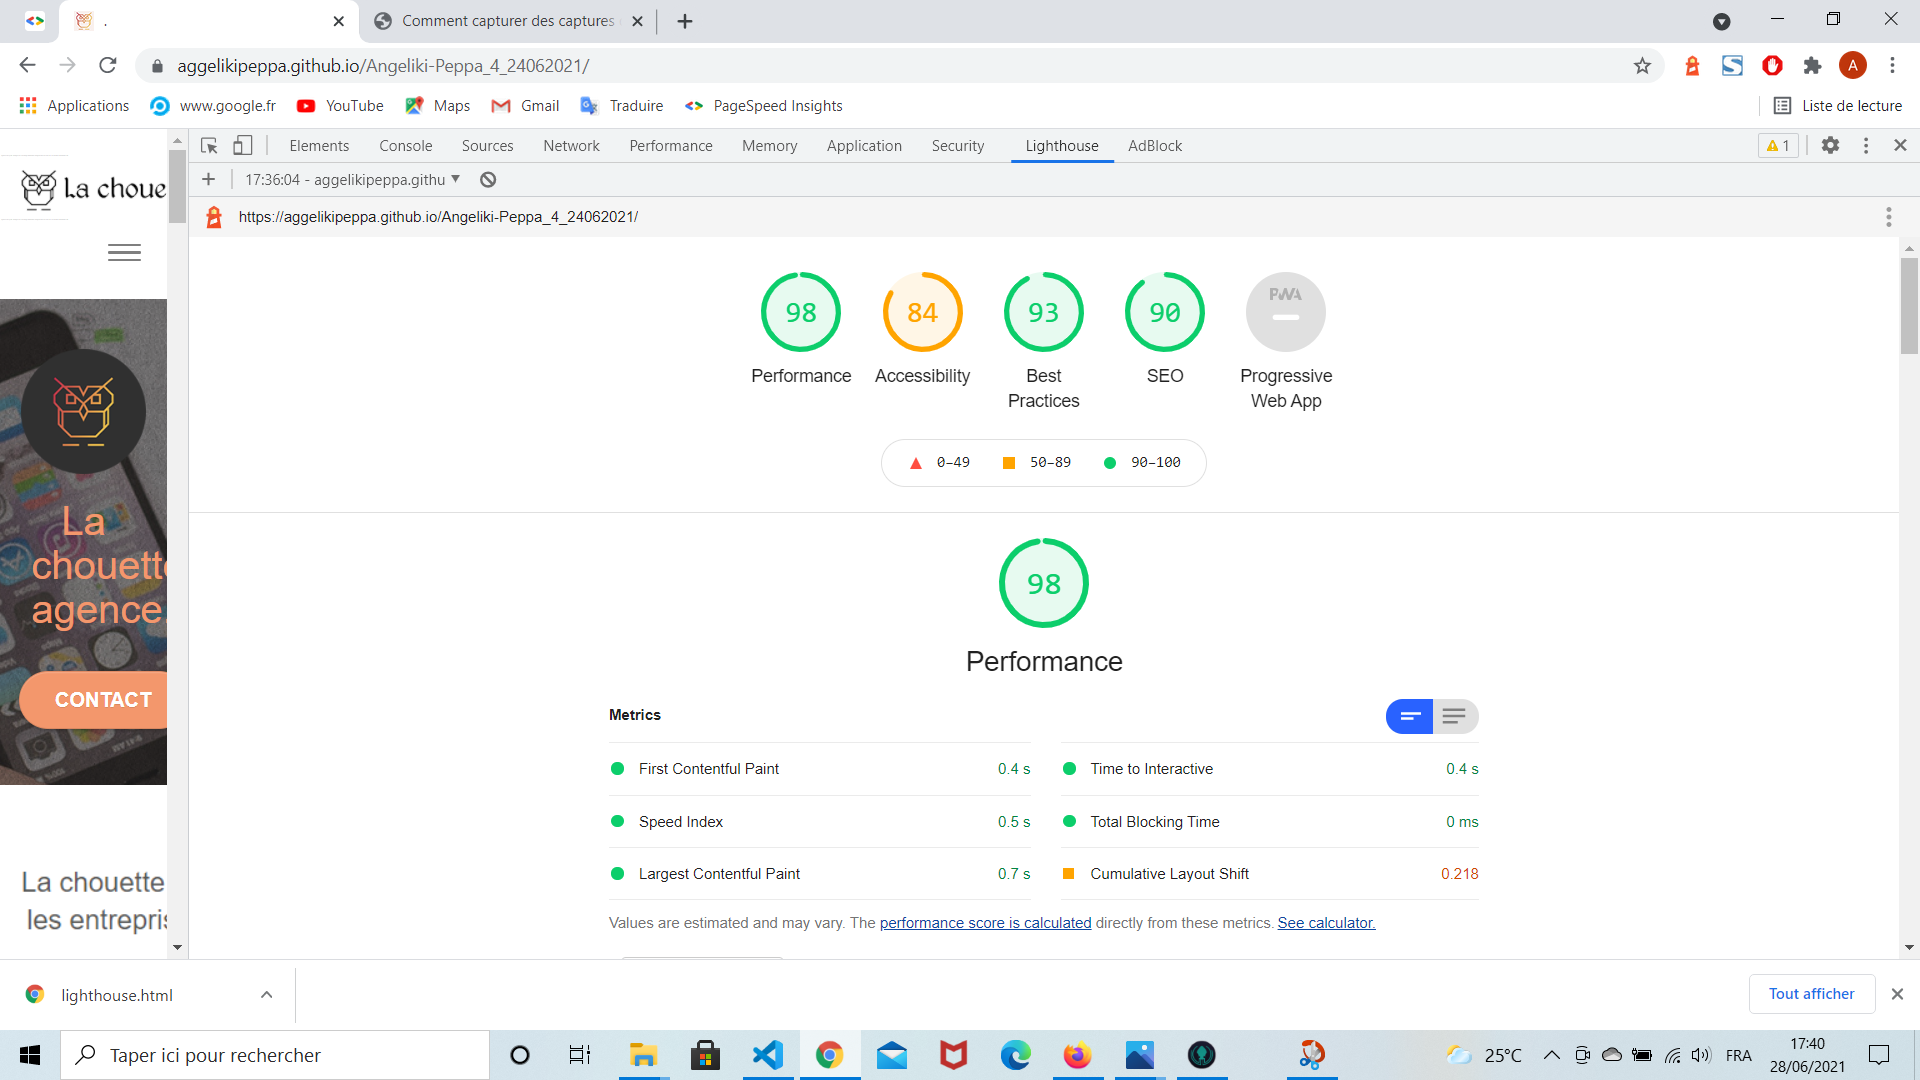 .
Comment capturer des captures
aggelikipeppa.github.io/Angeliki-Peppa_4_24062021/
A
Applications www.google.fr YouTube Maps Gmail Traduire PageSpeed Insights Liste de lecture
Elements Console Sources Network Performance Memory Application Security Lighthouse AdBlock 1
17:36:04 - aggelikipeppa.githu
https://aggelikipeppa.github.io/Angeliki-Peppa_4_24062021/
La choue
La
chouette
agence.
CONTACT
La chouette
les entrepris
98 84 93 90 PWA
Performance Accessibility Best Practices SEO Progressive Web App
0–49 50–89 90–100
98
Performance
Metrics
First Contentful Paint 0.4 s Time to Interactive 0.4 s
Speed Index 0.5 s Total Blocking Time 0 ms
Largest Contentful Paint 0.7 s Cumulative Layout Shift 0.218
Values are estimated and may vary. The performance score is calculated directly from these metrics. See calculator.
lighthouse.html Tout afficher
Taper ici pour rechercher 25°C FRA 17:40
28/06/2021